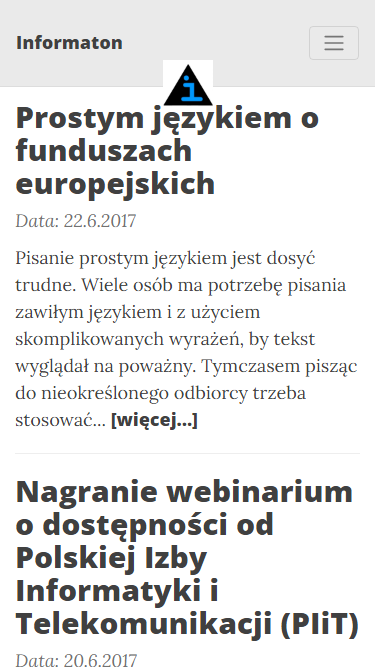 Informaton
i
Prostym językiem o
funduszach
europejskich
Data: 22.6.2017
Pisanie prostym językiem jest dosyć
trudne. Wiele osób ma potrzebę pisania
zawiłym językiem i z użyciem
skomplikowanych wyrażeń, by tekst
wyglądał na poważny. Tymczasem pisząc
do nieokreślonego odbiorcy trzeba
stosować... [więcej...]
Nagranie webinarium
o dostępności od
Polskiej Izby
Informatyki i
Telekomunikacji (PIiT)
Data: 20.6.2017